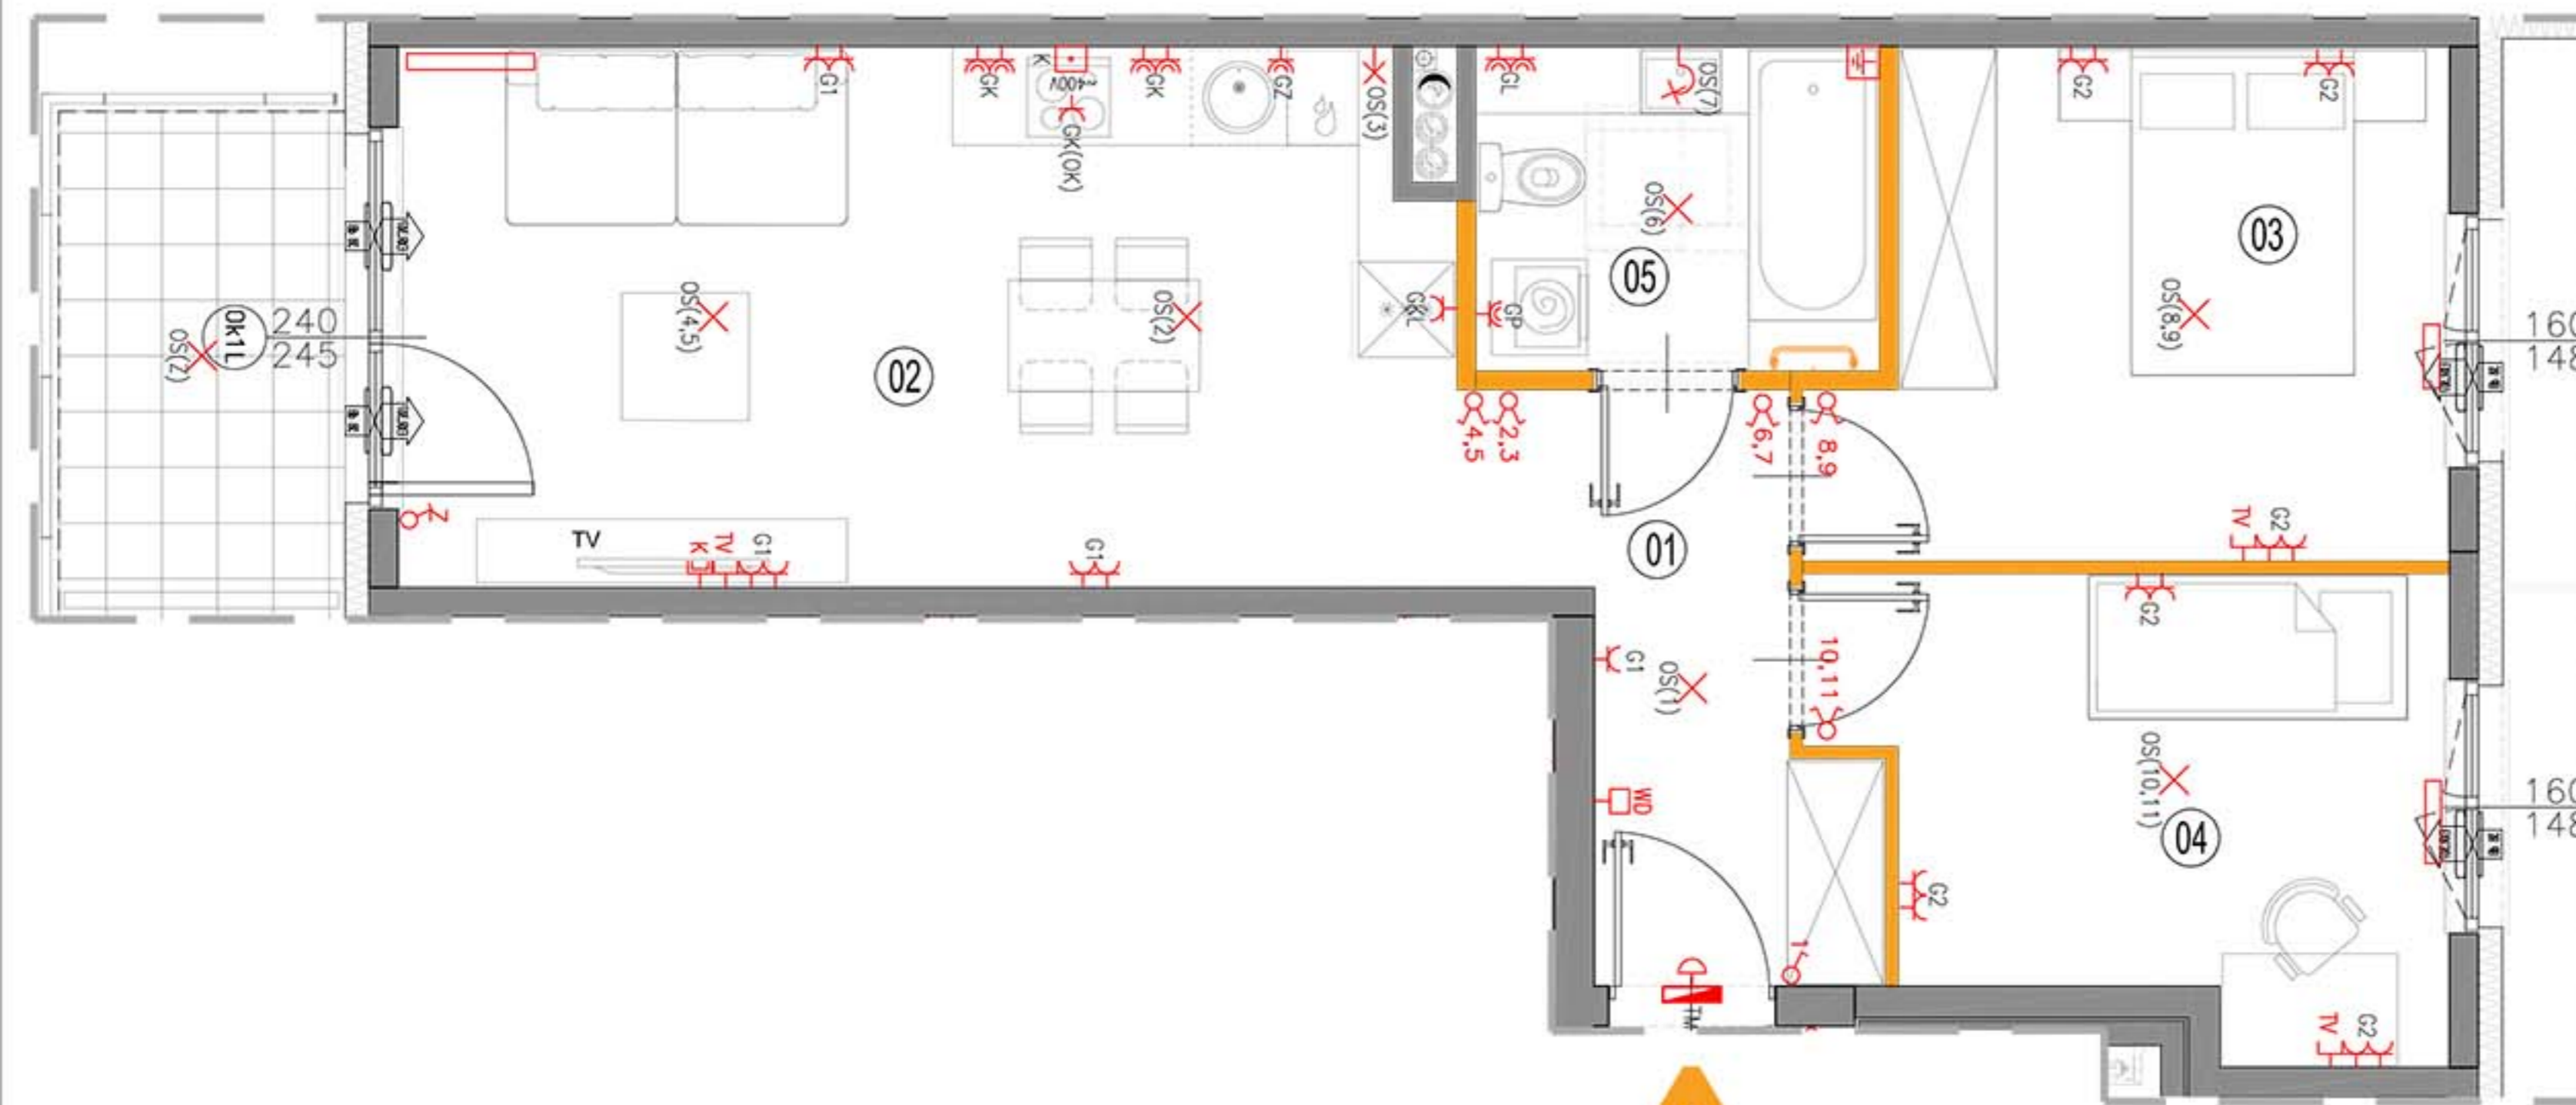 G1
GK
K
~400V
GK(OK)
GK
GZ
OS(3)
GL
OS(7)
G2
G2
OS(6)
05
03
OS(Z)
Ok1L
240
245
OS(4,5)
OS(2)
02
GP
OS(8,9)
160
148
4,5
2,3
6,7
8,9
Z
TV
K
TV
G1
G1
01
TV
G2
G2
G1
OS(1)
10,11
OS(10,11)
04
160
148
WD
G2
1
TM
TV
G2